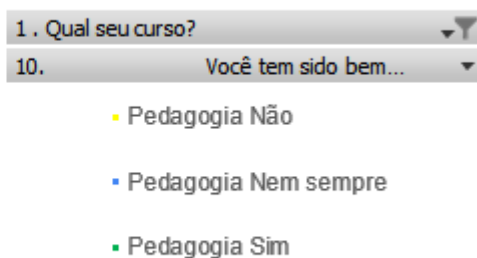 1 . Qual seu curso?
10. Você tem sido bem...
Pedagogia Não
Pedagogia Nem sempre
Pedagogia Sim